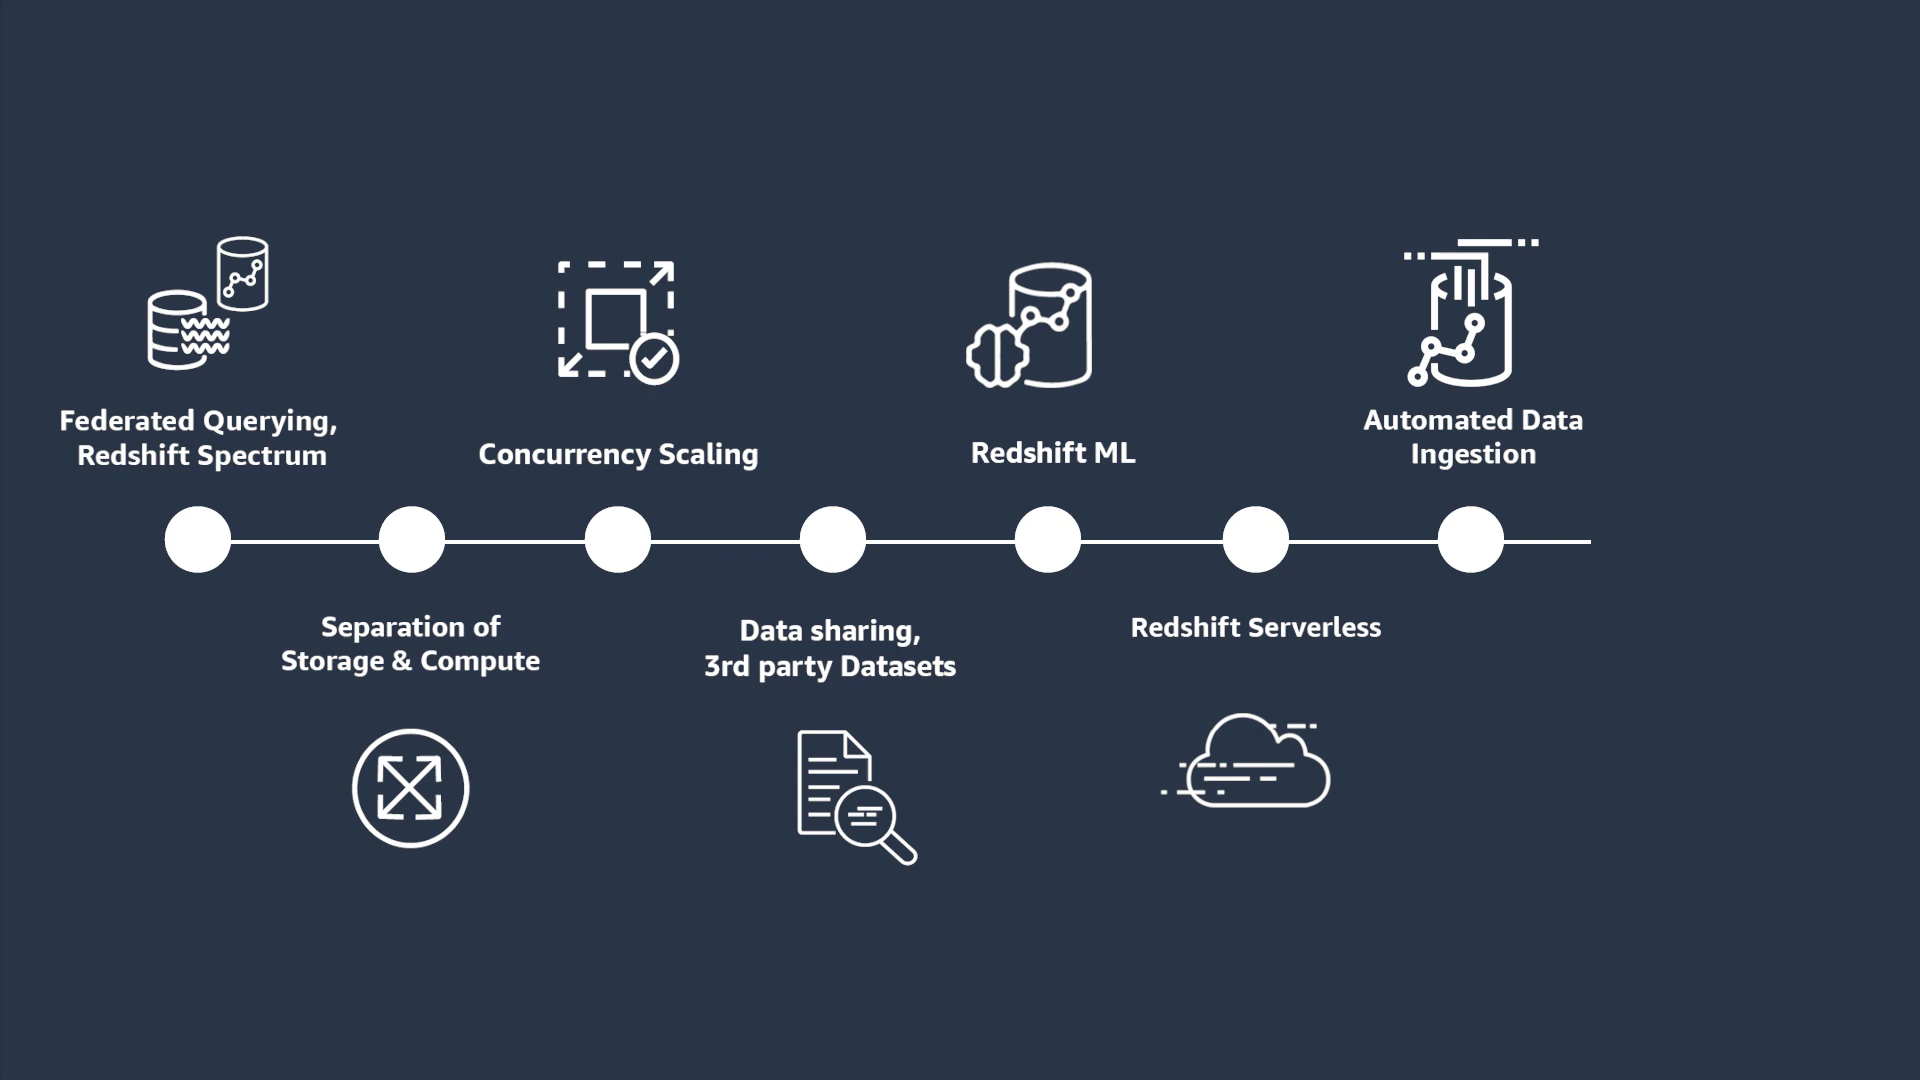 Federated Querying,
Redshift Spectrum
Concurrency Scaling
Redshift ML
Automated Data
Ingestion
Separation of
Storage & Compute
Data sharing,
3rd party Datasets
Redshift Serverless